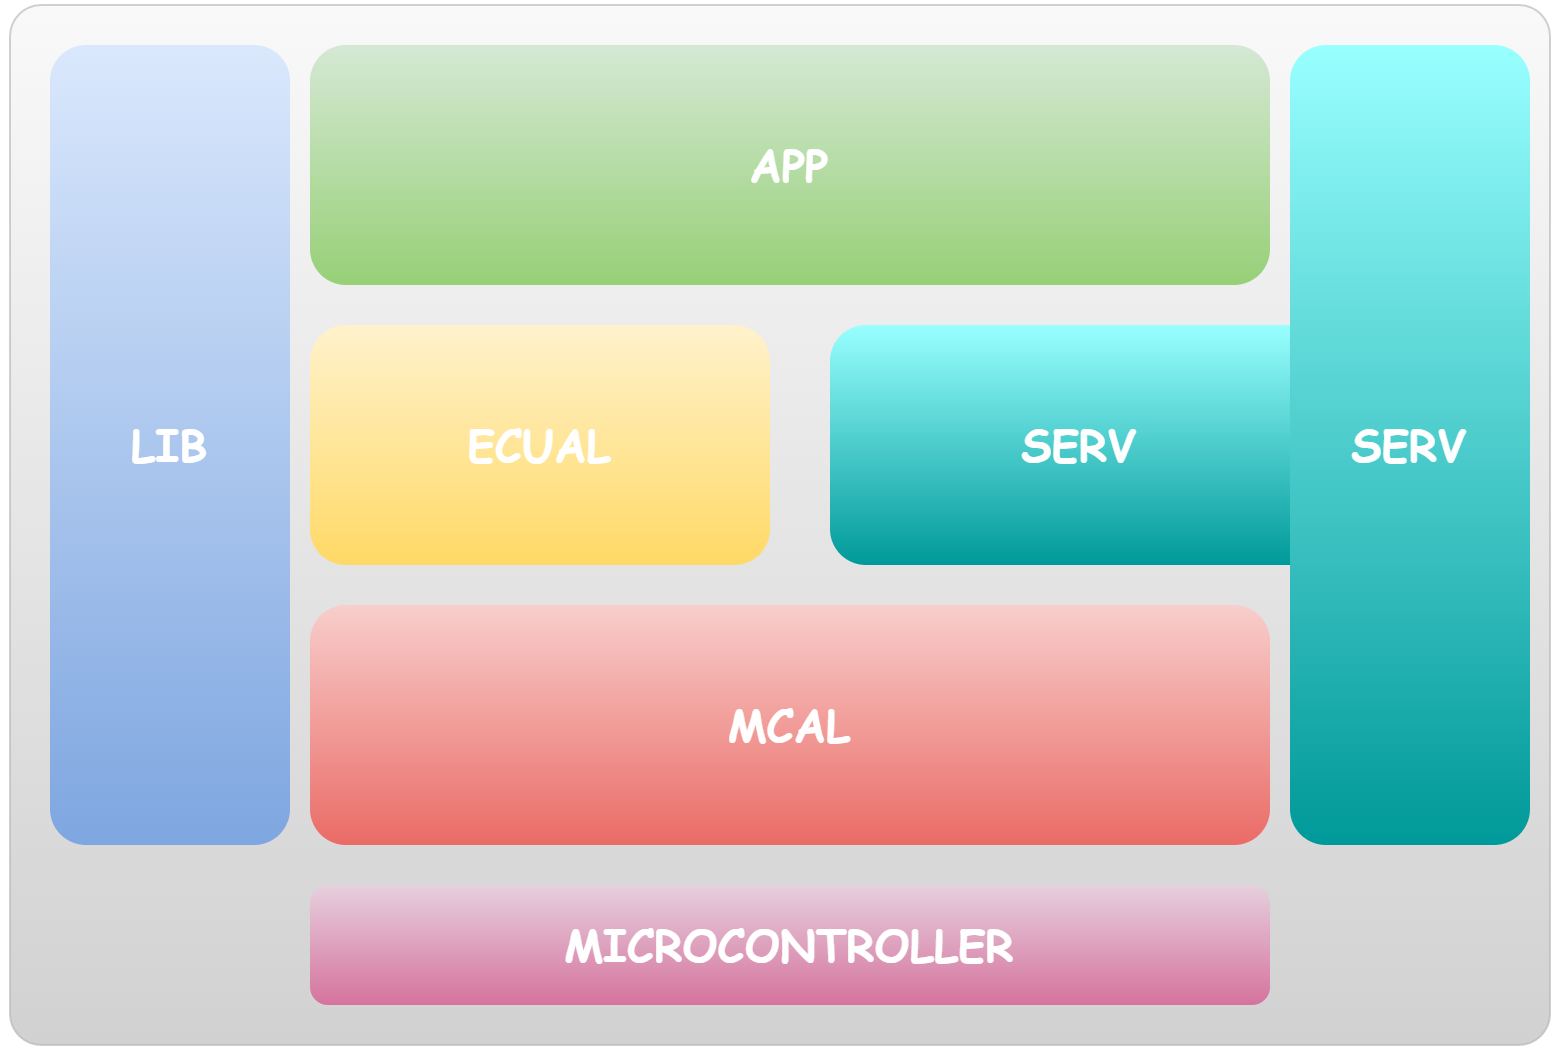 APP
LIB
ECUAL
SERV
SERV
MCAL
MICROCONTROLLER